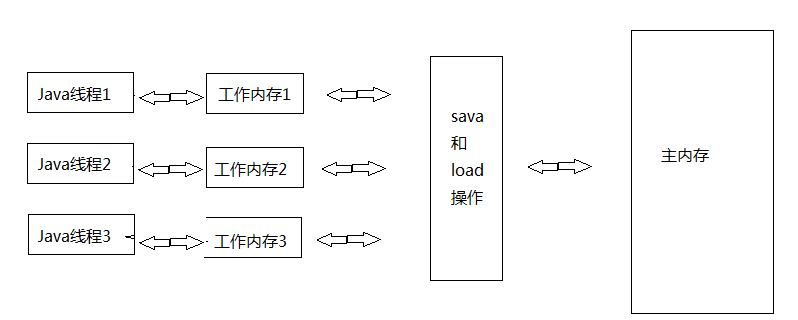 Java线程1
工作内存1
Java线程2
工作内存2
Java线程3
工作内存3
sava
和
load
操作
主内存